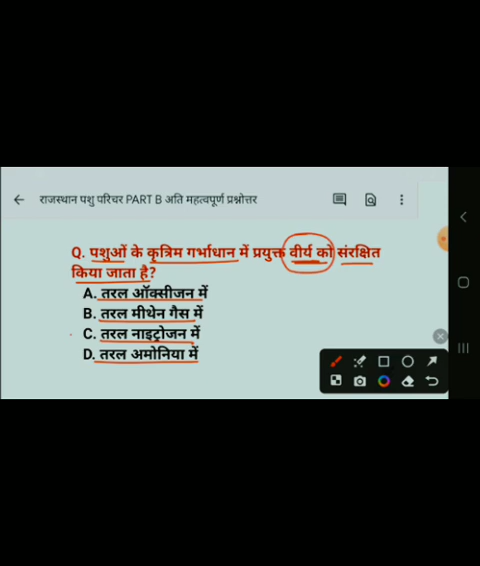 राजस्थान पशु परिचर PART B अति महत्वपूर्ण प्रश्नोत्तर
Q. पशुओं के कृत्रिम गर्भाधान में प्रयुक्त वीर्य को संरक्षित
किया जाता है?
A. तरल ऑक्सीजन में
B. तरल मीथेन गैस में
C. तरल नाइट्रोजन में
D. तरल अमोनिया में